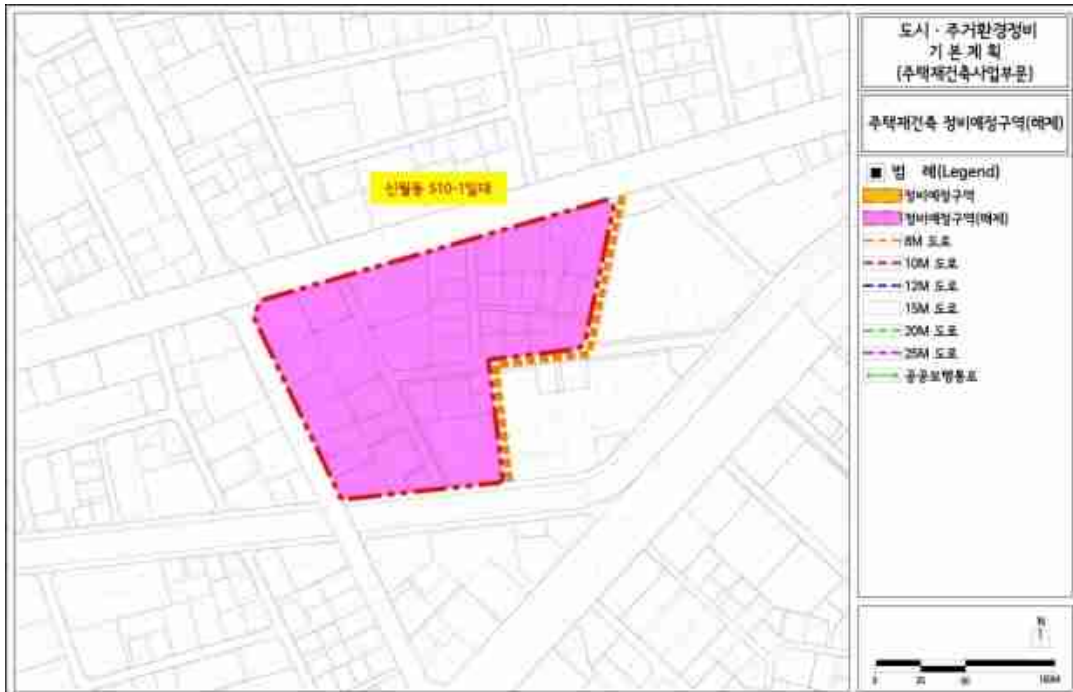 도시 · 주거환경정비
기 본 계 획
(주택재건축사업부문)
주택재건축 정비예정구역(해제)
신월동 510-1일대
■ 범 례(Legend)
정비예정구역
정비예정구역(해제)
8M 도로
10M 도로
12M 도로
15M 도로
20M 도로
25M 도로
공공보행통로
N
0